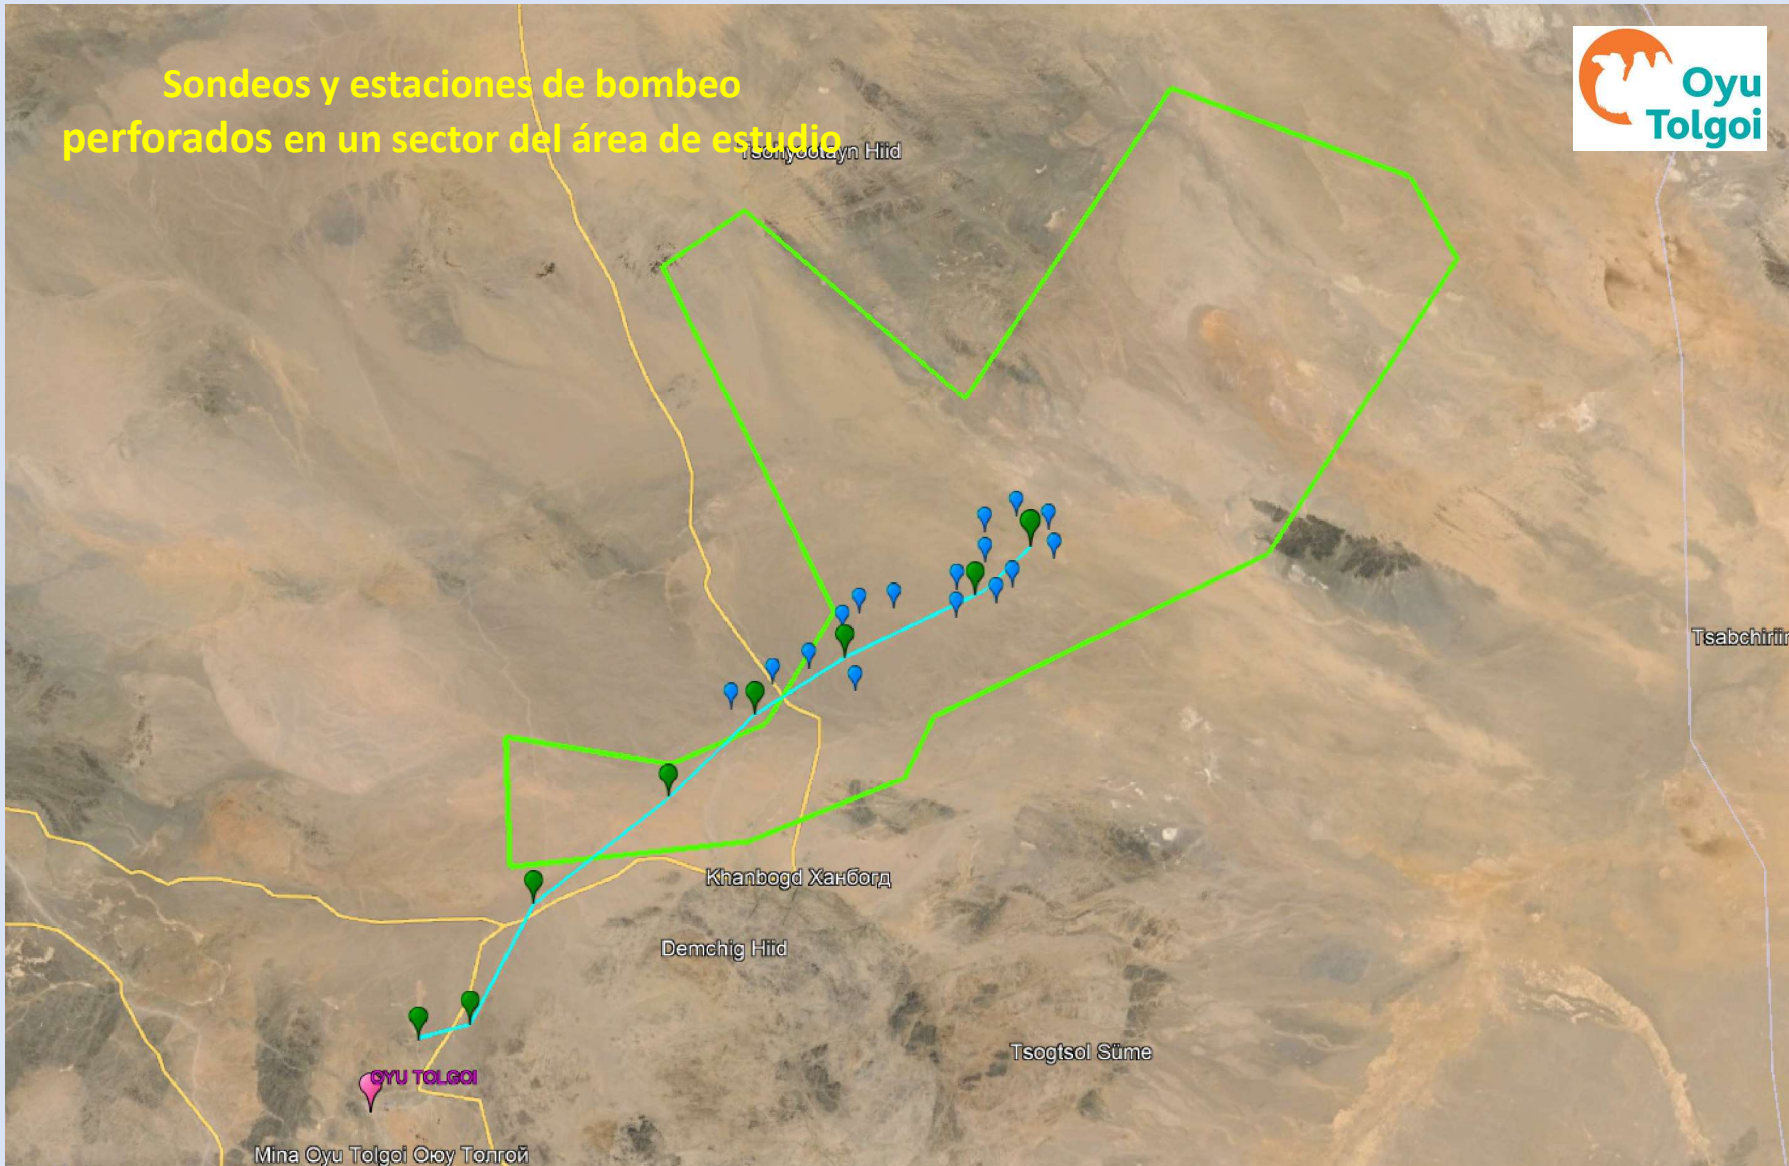 Sondeos y estaciones de bombeo
perforados en un sector del área de estudio
Oyu
Tolgoi
Tsonyootayn Hiid
Tsabchiriin
Khanbogd Ханбогд
Demchig Hiid
Tsogtsol Süme
OYU TOLGOI
Mina Oyu Tolgoi Оюу Толгой